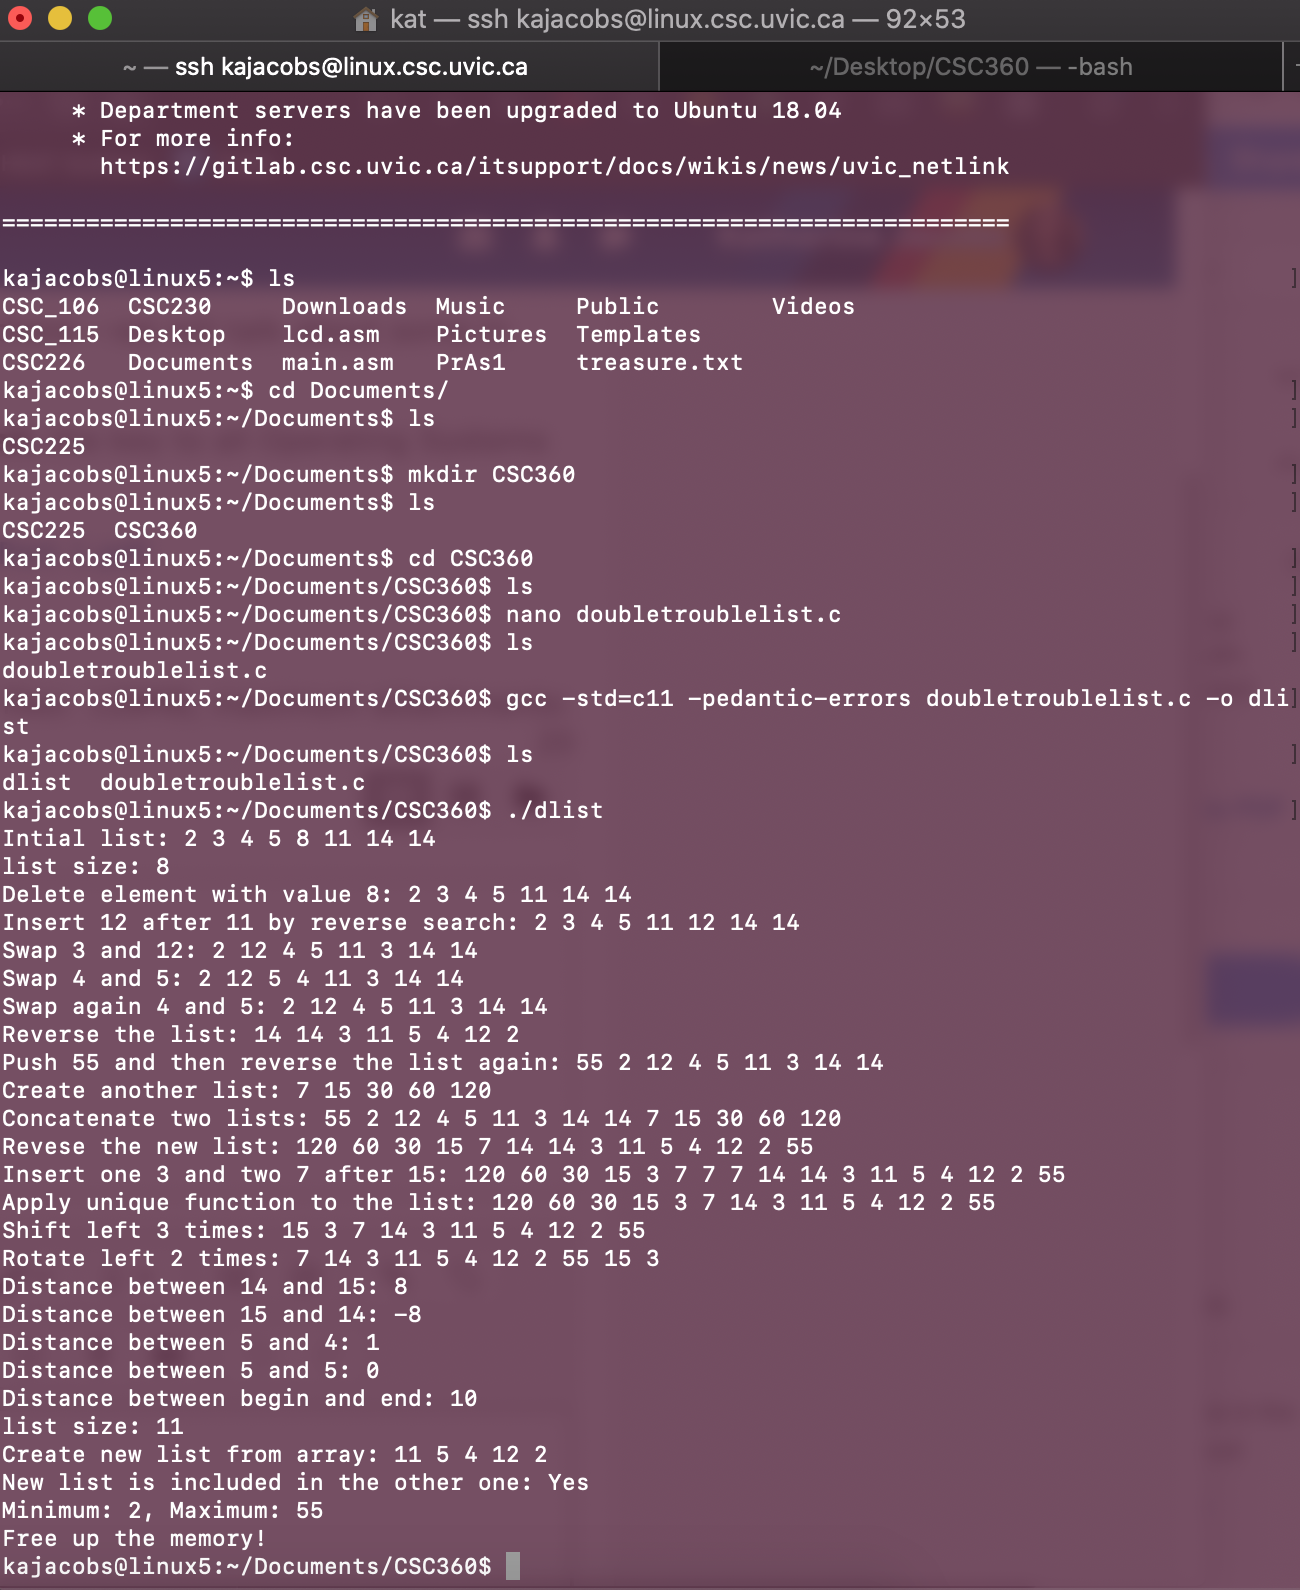 kat — ssh kajacobs@linux.csc.uvic.ca — 92×53
~ — ssh kajacobs@linux.csc.uvic.ca
~/Desktop/CSC360 — -bash
* Department servers have been upgraded to Ubuntu 18.04
* For more info:
https://gitlab.csc.uvic.ca/itsupport/docs/wikis/news/uvic_netlink
========================================================================
kajacobs@linux5:~$ ls
CSC_106  CSC230     Downloads  Music     Public        Videos
CSC_115  Desktop    lcd.asm    Pictures  Templates
CSC226   Documents  main.asm   PrAs1     treasure.txt
kajacobs@linux5:~$ cd Documents/
kajacobs@linux5:~/Documents$ ls
CSC225
kajacobs@linux5:~/Documents$ mkdir CSC360
kajacobs@linux5:~/Documents$ ls
CSC225  CSC360
kajacobs@linux5:~/Documents$ cd CSC360
kajacobs@linux5:~/Documents/CSC360$ ls
kajacobs@linux5:~/Documents/CSC360$ nano doubletroublelist.c
kajacobs@linux5:~/Documents/CSC360$ ls
doubletroublelist.c
kajacobs@linux5:~/Documents/CSC360$ gcc -std=c11 -pedantic-errors doubletroublelist.c -o dli
st
kajacobs@linux5:~/Documents/CSC360$ ls
dlist  doubletroublelist.c
kajacobs@linux5:~/Documents/CSC360$ ./dlist
Intial list: 2 3 4 5 8 11 14 14
list size: 8
Delete element with value 8: 2 3 4 5 11 14 14
Insert 12 after 11 by reverse search: 2 3 4 5 11 12 14 14
Swap 3 and 12: 2 12 4 5 11 3 14 14
Swap 4 and 5: 2 12 5 4 11 3 14 14
Swap again 4 and 5: 2 12 4 5 11 3 14 14
Reverse the list: 14 14 3 11 5 4 12 2
Push 55 and then reverse the list again: 55 2 12 4 5 11 3 14 14
Create another list: 7 15 30 60 120
Concatenate two lists: 55 2 12 4 5 11 3 14 14 7 15 30 60 120
Revese the new list: 120 60 30 15 7 14 14 3 11 5 4 12 2 55
Insert one 3 and two 7 after 15: 120 60 30 15 3 7 7 7 14 14 3 11 5 4 12 2 55
Apply unique function to the list: 120 60 30 15 3 7 14 3 11 5 4 12 2 55
Shift left 3 times: 15 3 7 14 3 11 5 4 12 2 55
Rotate left 2 times: 7 14 3 11 5 4 12 2 55 15 3
Distance between 14 and 15: 8
Distance between 15 and 14: -8
Distance between 5 and 4: 1
Distance between 5 and 5: 0
Distance between begin and end: 10
list size: 11
Create new list from array: 11 5 4 12 2
New list is included in the other one: Yes
Minimum: 2, Maximum: 55
Free up the memory!
kajacobs@linux5:~/Documents/CSC360$